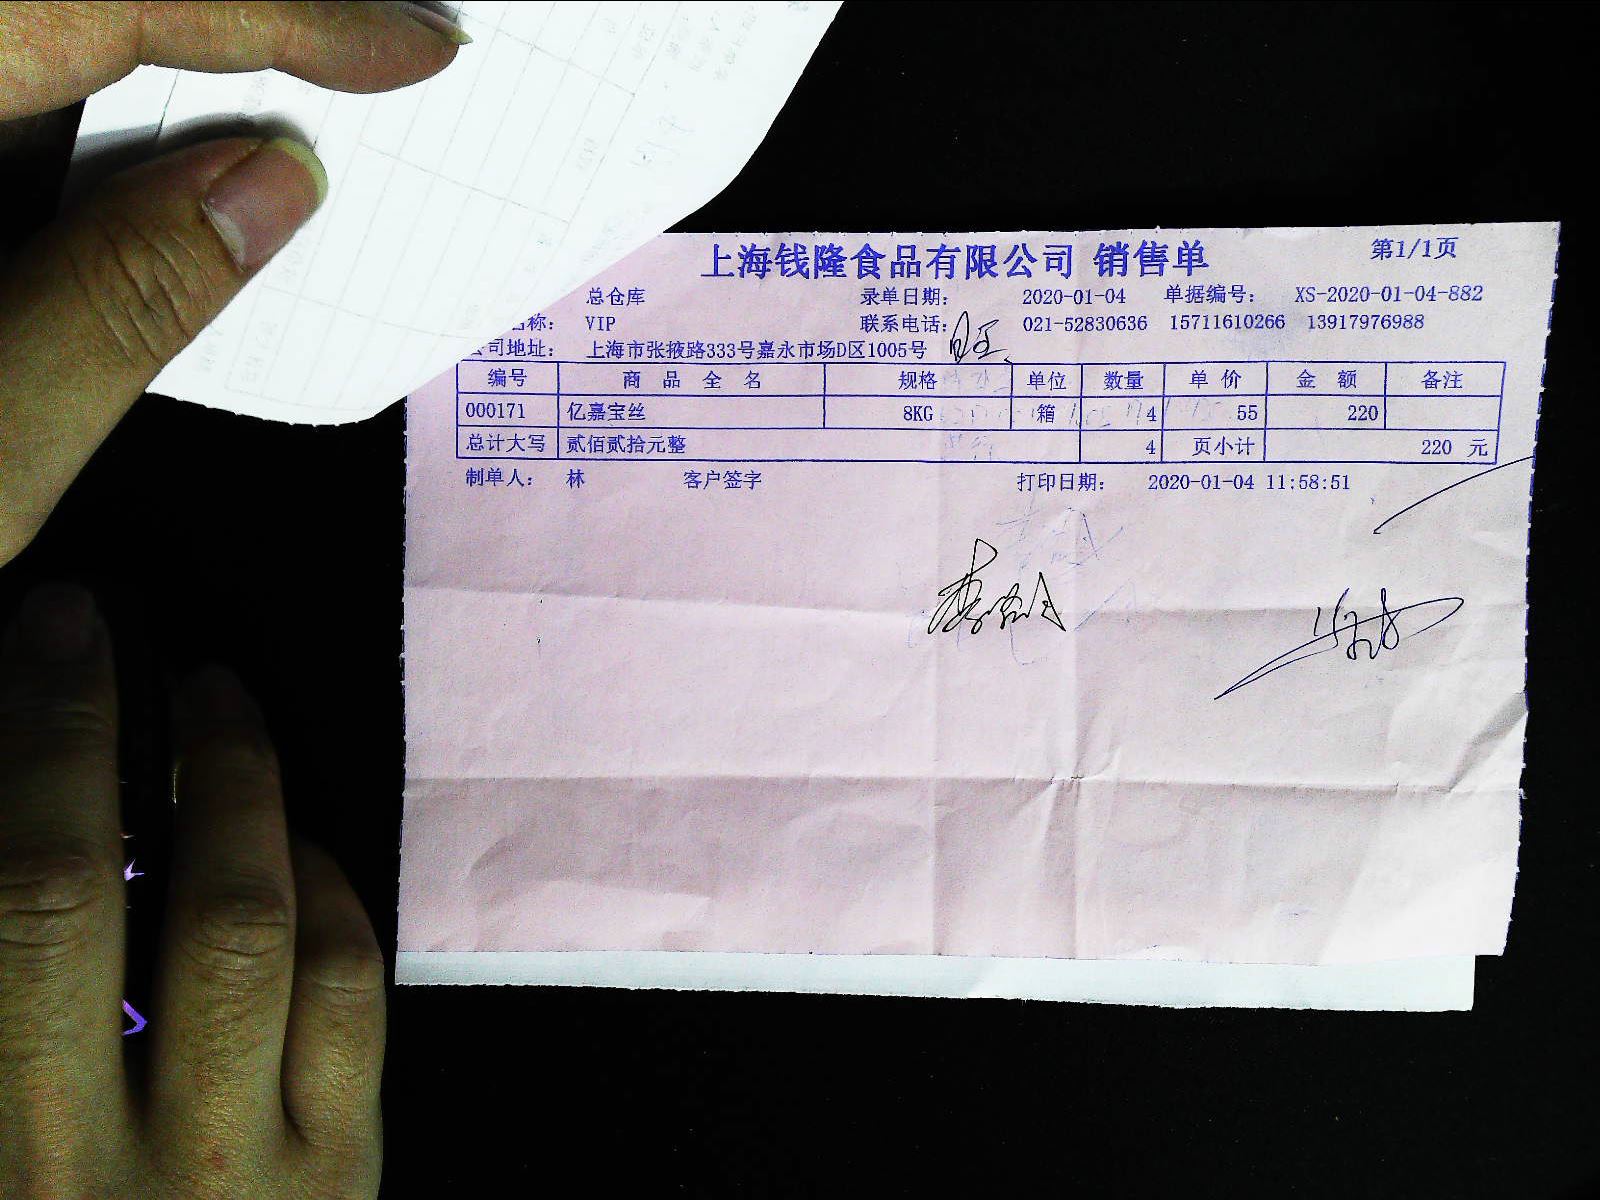 上海钱隆食品有限公司 销售单 第1/1页
总仓库 录单日期: 2020-01-04 单据编号: XS-2020-01-04-882
名称: VIP 联系电话: 021-52830636 15711610266 13917976988
公司地址: 上海市张掖路333号嘉永市场D区1005号
编号 商品全名 规格 单位 数量 单价 金额 备注
000171 亿嘉宝丝 8KG 箱 4 55 220
总计大写 贰佰贰拾元整 4 页小计 220 元
制单人: 林 客户签字 打印日期: 2020-01-04 11:58:51